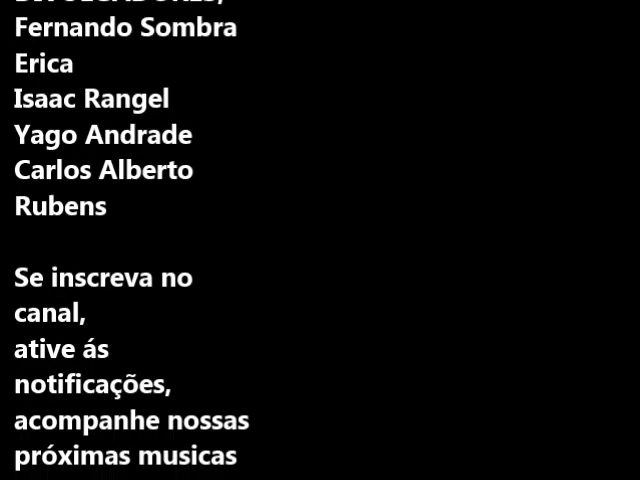 DIVULGADORES,
Fernando Sombra
Erica
Isaac Rangel
Yago Andrade
Carlos Alberto
Rubens
Se inscreva no
canal,
ative ás
notificações,
acompanhe nossas
próximas musicas